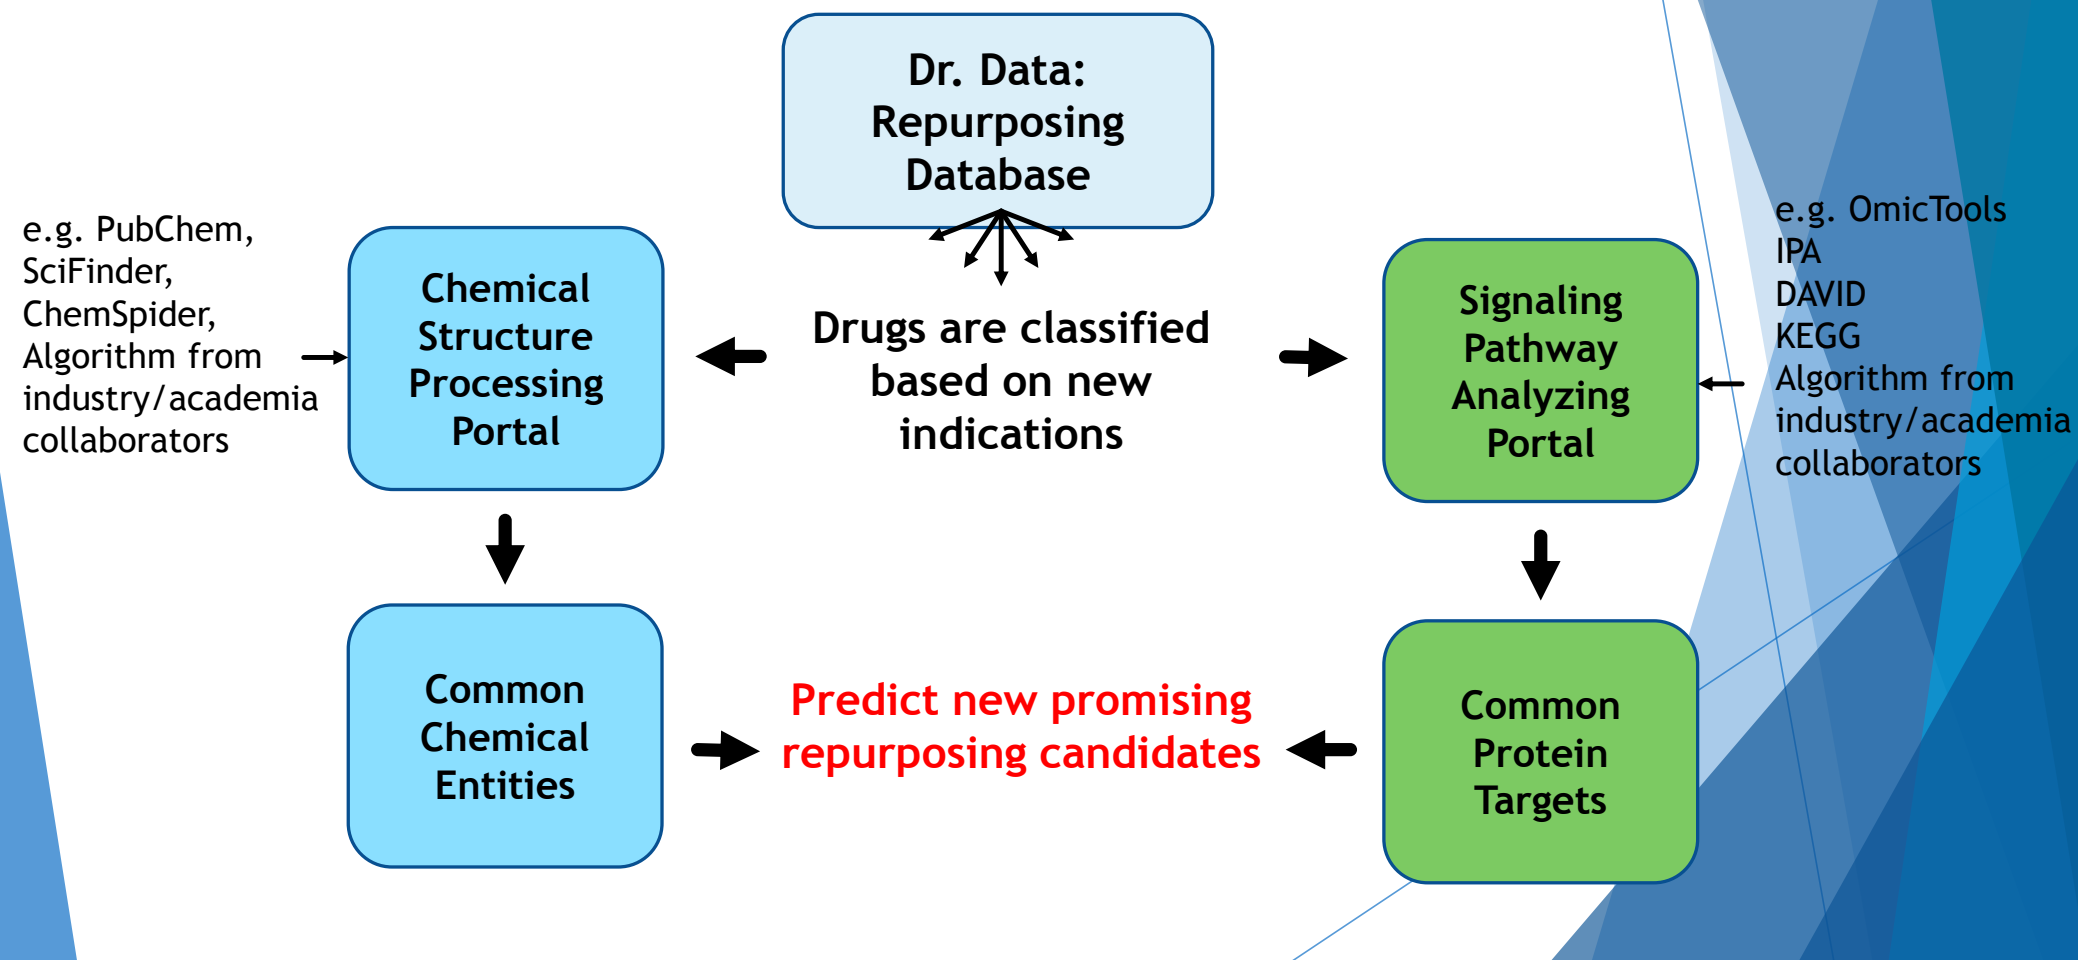 Dr. Data:
Repurposing
Database
e.g. PubChem,
SciFinder,
ChemSpider,
Algorithm from
industry/academia
collaborators
Chemical
Structure
Processing
Portal
Drugs are classified
based on new
indications
Signaling
Pathway
Analyzing
Portal
e.g. OmicTools
IPA
DAVID
KEGG
Algorithm from
industry/academia
collaborators
Common
Chemical
Entities
Predict new promising
repurposing candidates
Common
Protein
Targets